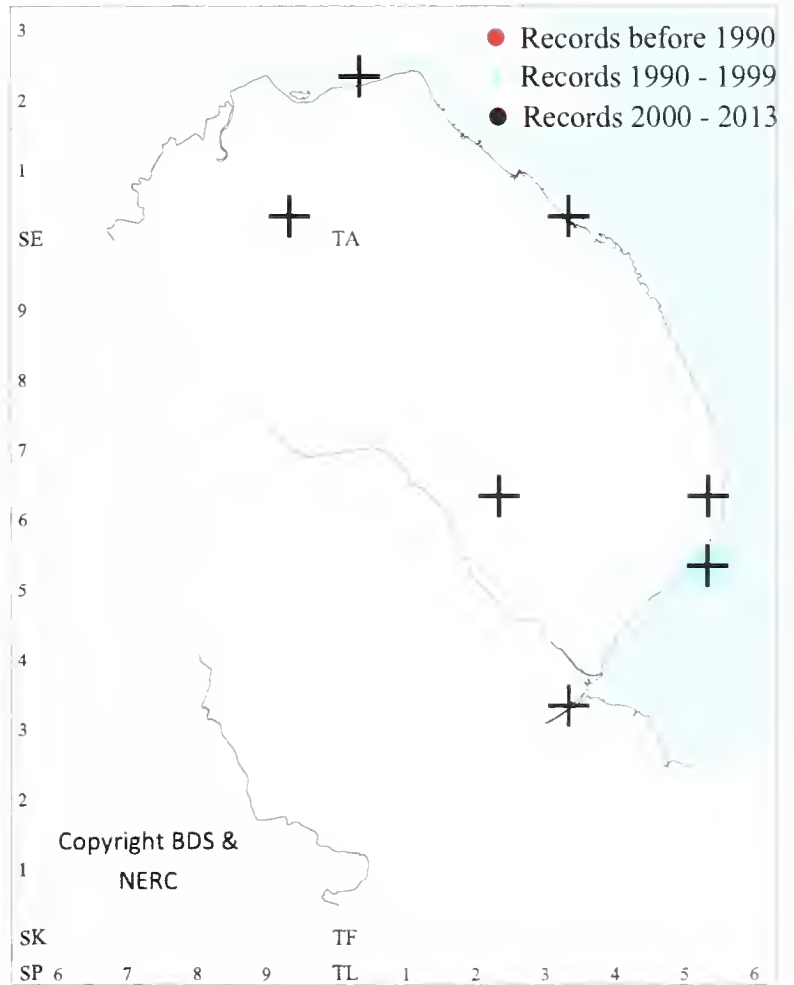 3
Records before 1990
Records 1990 - 1999
2
Records 2000 - 2013
1
SE TA
9
8
7
6
5
4
3
2
Copyright BDS &
NERC
1
SK TF
SP 6 7 8 9 TL 1 2 3 4 5 6